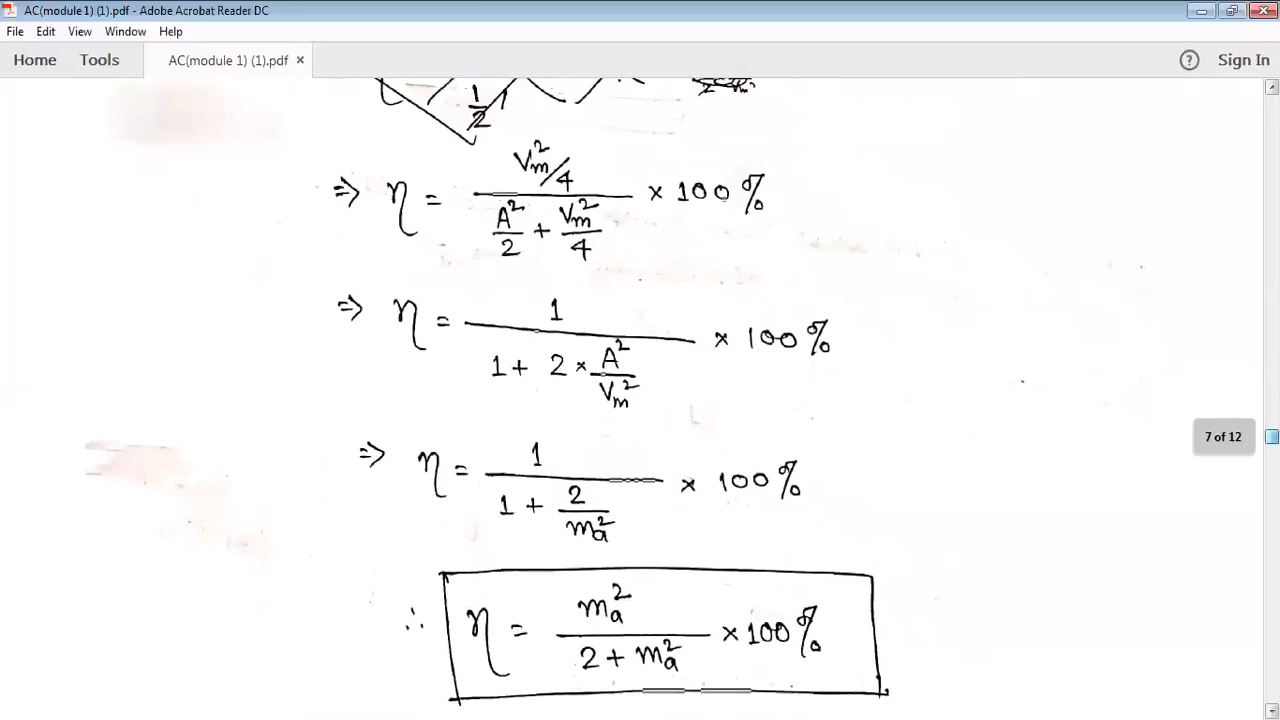 AC(module 1) (1).pdf - Adobe Acrobat Reader DC
File Edit View Window Help
Home Tools AC(module 1) (1).pdf × ? Sign In
1/2
⇒ η = (Vm²/4) / (A²/2 + Vm²/4) × 100 %
⇒ η = 1 / (1 + 2 × A²/Vm²) × 100 %
7 of 12
⇒ η = 1 / (1 + 2/ma²) × 100 %
∴ η = ma² / (2 + ma²) × 100 %